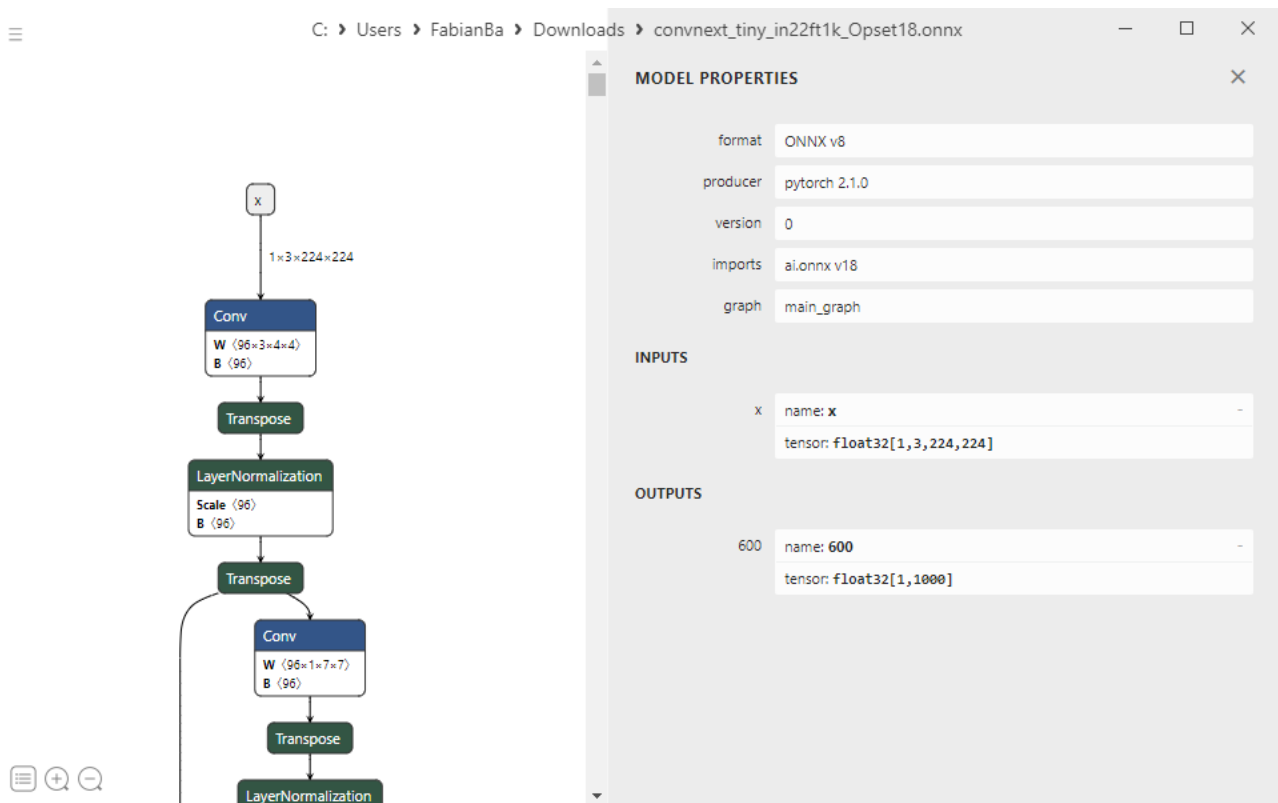 C: › Users › FabianBa › Downloads › convnext_tiny_in22ft1k_Opset18.onnx
x
1×3×224×224
Conv
W ⟨96×3×4×4⟩
B ⟨96⟩
Transpose
LayerNormalization
Scale ⟨96⟩
B ⟨96⟩
Transpose
Conv
W ⟨96×1×7×7⟩
B ⟨96⟩
Transpose
LayerNormalization
MODEL PROPERTIES
format ONNX v8
producer pytorch 2.1.0
version 0
imports ai.onnx v18
graph main_graph
INPUTS
x name: x -
tensor: float32[1,3,224,224]
OUTPUTS
600 name: 600 -
tensor: float32[1,1000]